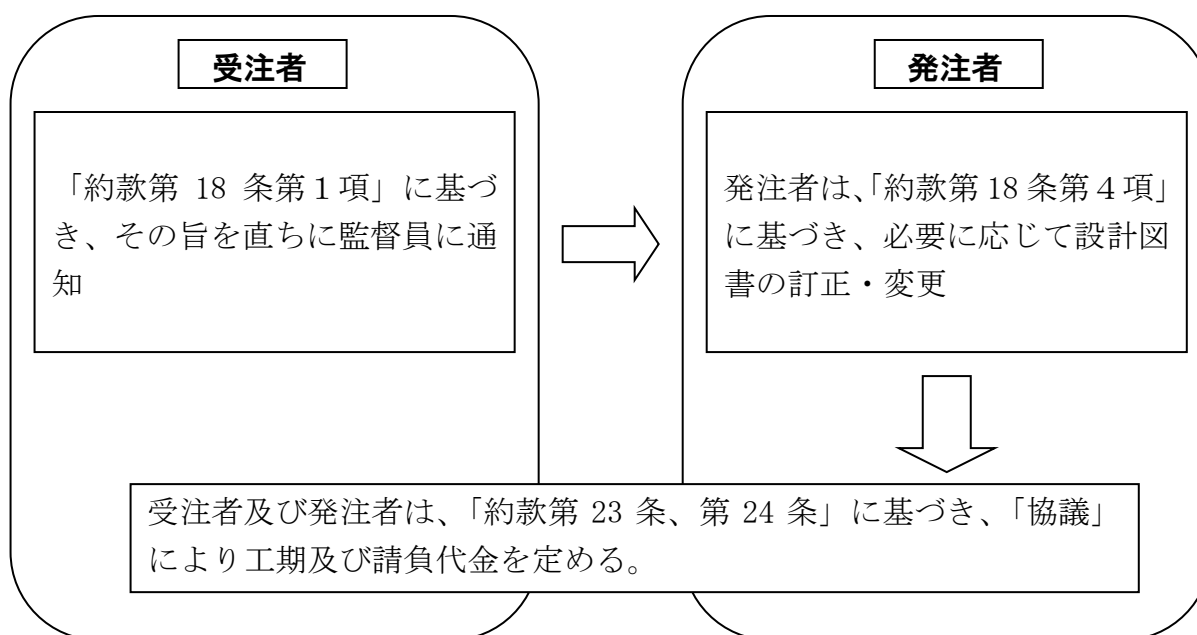 受注者
「約款第 18 条第１項」に基づ
き、その旨を直ちに監督員に通
知
発注者
発注者は、「約款第 18 条第４項」
に基づき、必要に応じて設計図
書の訂正・変更
受注者及び発注者は、「約款第 23 条、第 24 条」に基づき、「協議」
により工期及び請負代金を定める。